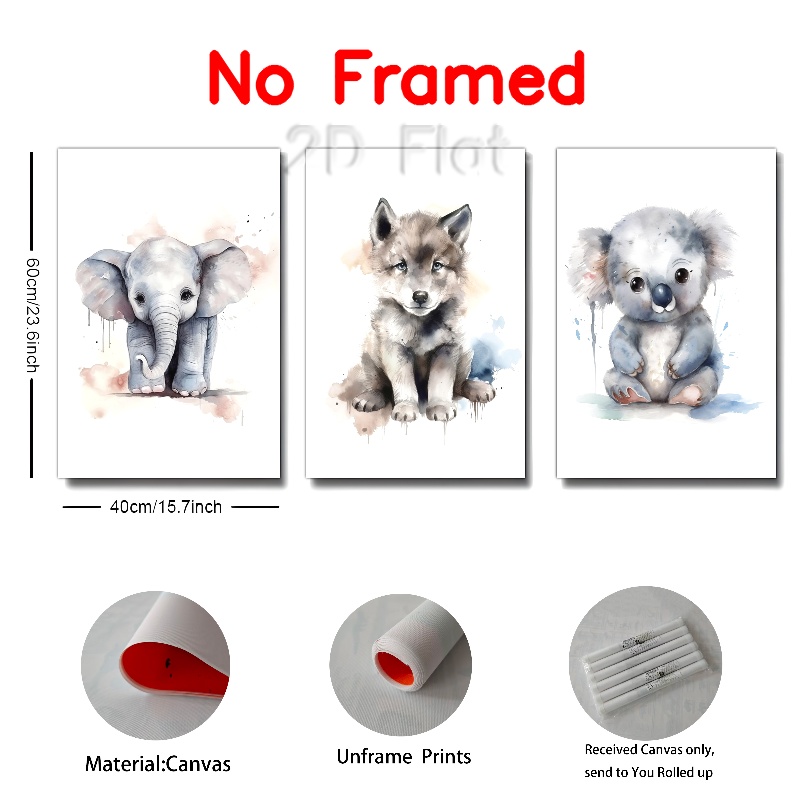 No Framed
2D Flat
60cm/23.6inch
40cm/15.7inch
Material:Canvas
Unframe Prints
Received Canvas only,
send to You Rolled up